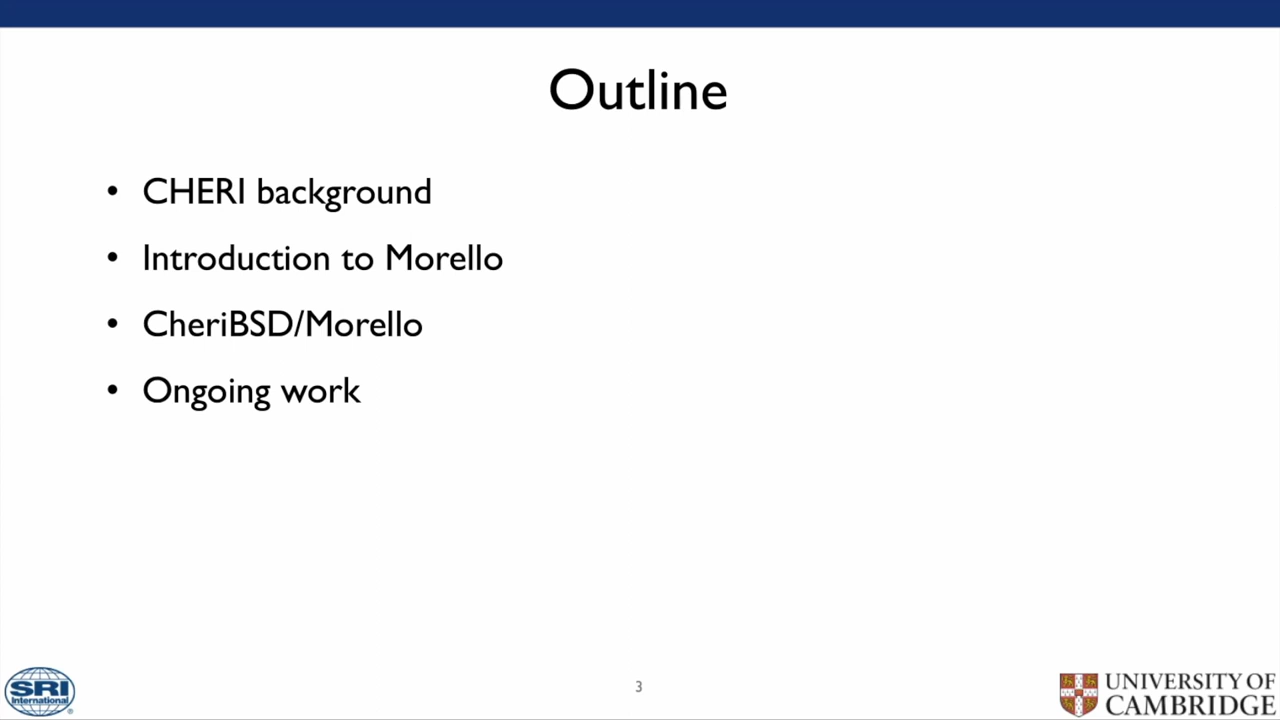 Outline
• CHERI background
• Introduction to Morello
• CheriBSD/Morello
• Ongoing work
SRI
International®
3
UNIVERSITY OF
CAMBRIDGE